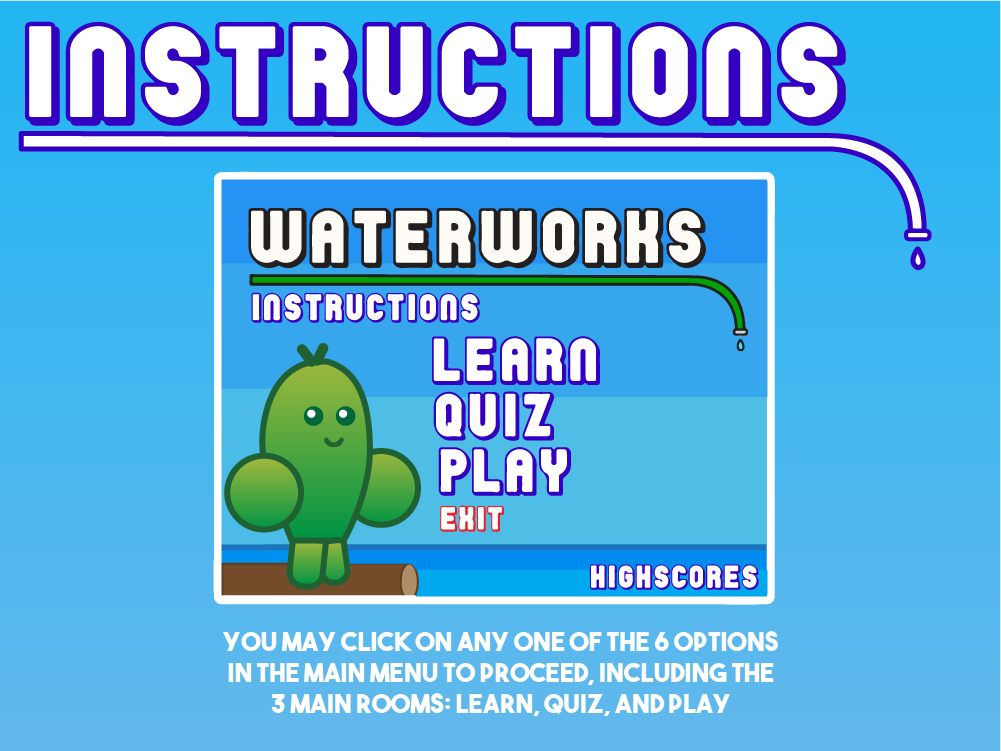 INSTRUCTIONS
WATERWORKS
INSTRUCTIONS
LEARN
QUIZ
PLAY
EXIT
HIGHSCORES
YOU MAY CLICK ON ANY ONE OF THE 6 OPTIONS
IN THE MAIN MENU TO PROCEED, INCLUDING THE
3 MAIN ROOMS: LEARN, QUIZ, AND PLAY